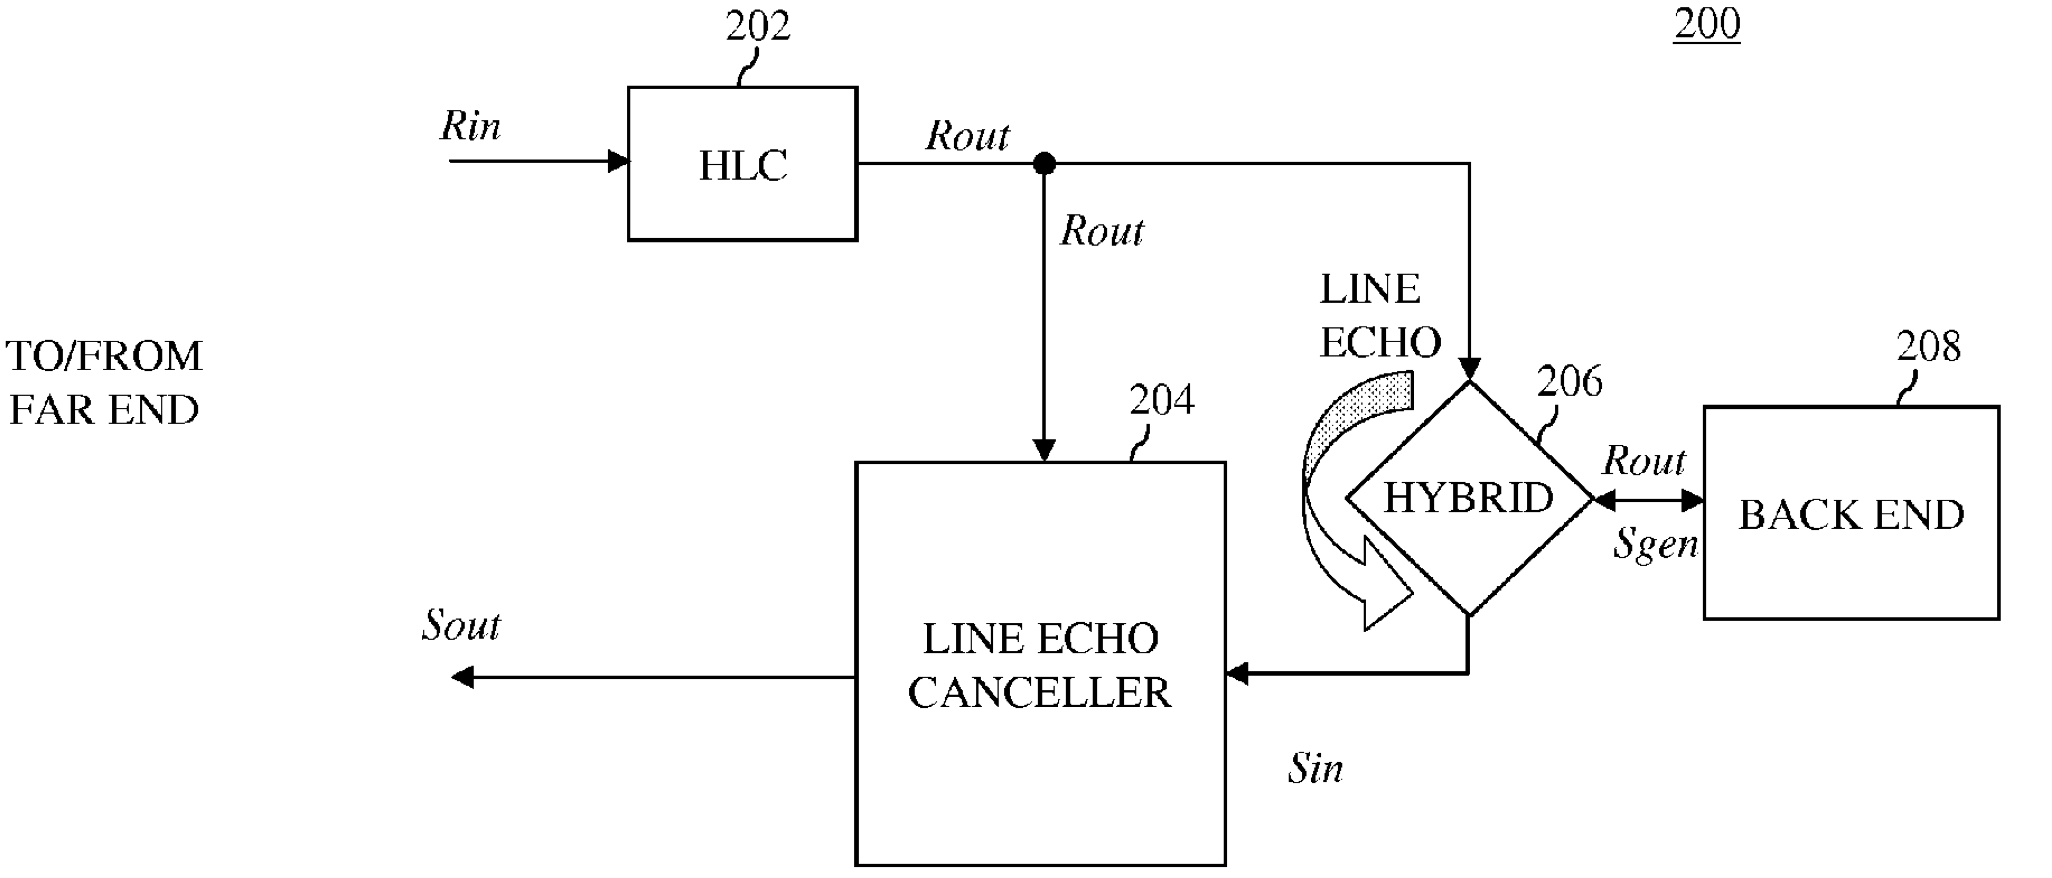 202
200
Rin
HLC
Rout
Rout
LINE
ECHO
TO/FROM
FAR END
204
206
208
HYBRID
Rout
Sgen
BACK END
Sout
LINE ECHO
CANCELLER
Sin